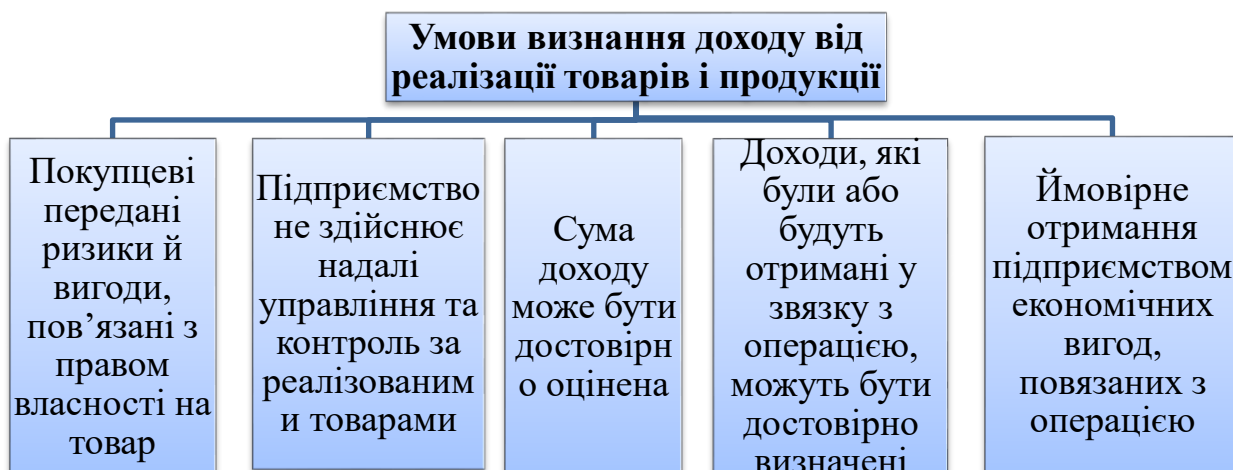 Умови визнання доходу від
реалізації товарів і продукції
Покупцеві
передані
ризики й
вигоди,
пов’язані з
правом
власності на
товар
Підприємство
не здійснює
надалі
управління та
контроль за
реалізованим
и товарами
Сума
доходу
може бути
достовірн
о оцінена
Доходи, які
були або
будуть
отримані у
звязку з
операцією,
можуть бути
достовірно
визначені
Ймовірне
отримання
підприємством
економічних
вигод,
повязаних з
операцією